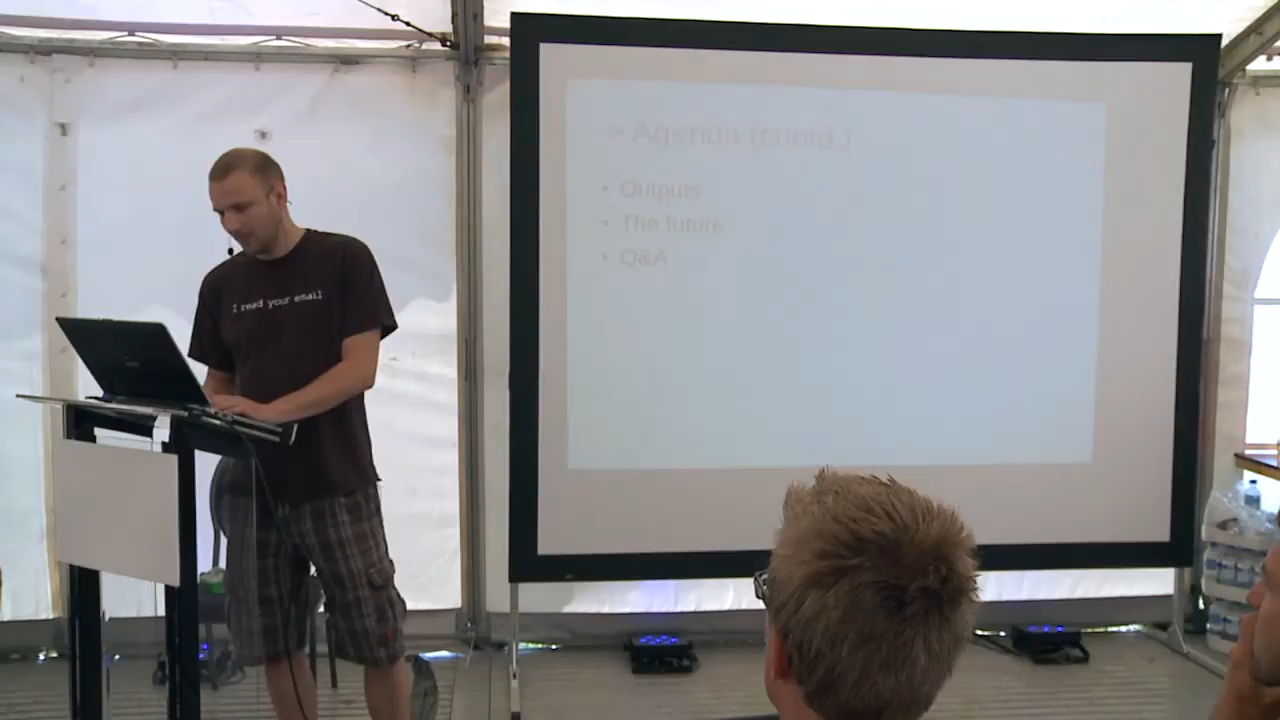 I read your email
» Agenda (contd.)
• Outputs
• The future
• Q&A